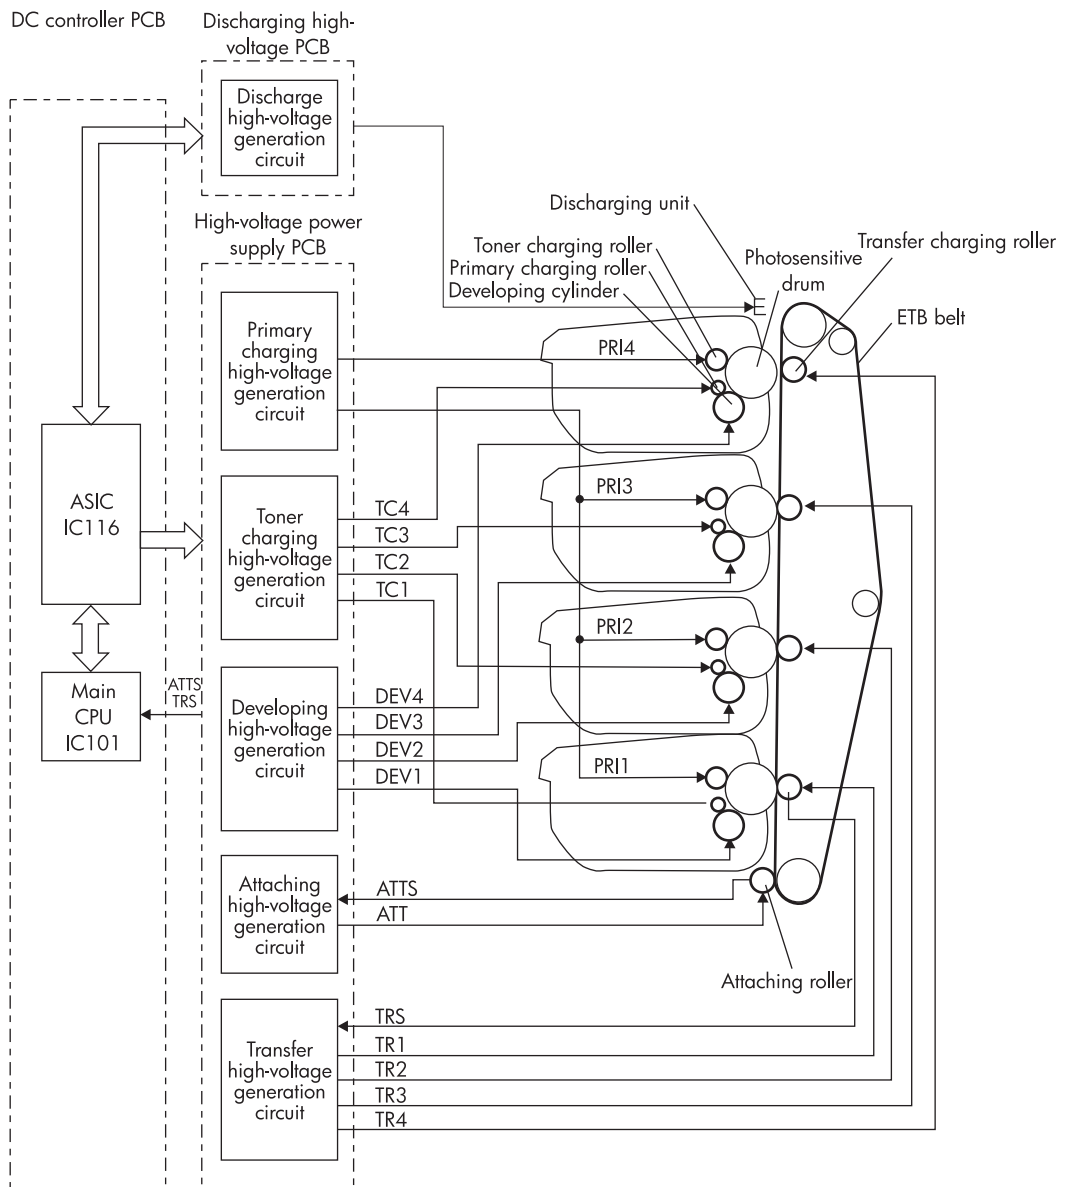 DC controller PCB
Discharging high-
voltage PCB
Discharge
high-voltage
generation
circuit
High-voltage power
supply PCB
Discharging unit
Toner charging roller
Primary charging roller
Developing cylinder
Photosensitive
drum
Transfer charging roller
ETB belt
Primary
charging
high-voltage
generation
circuit
PRI4
ASIC
IC116
Toner
charging
high-voltage
generation
circuit
TC4
TC3
TC2
TC1
PRI3
PRI2
Main
CPU
IC101
ATTS
TRS
Developing
high-voltage
generation
circuit
DEV4
DEV3
DEV2
DEV1
PRI1
Attaching
high-voltage
generation
circuit
ATTS
ATT
Attaching roller
Transfer
high-voltage
generation
circuit
TRS
TR1
TR2
TR3
TR4